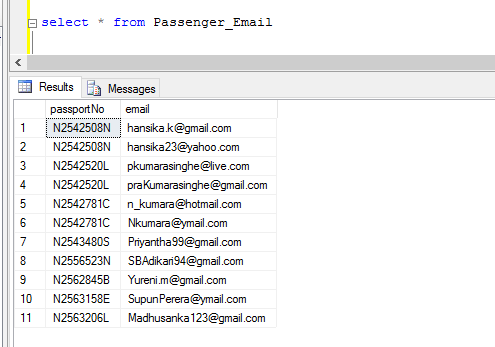 select * from Passenger_Email
Results Messages
passportNo email
1 N2542508N hansika.k@gmail.com
2 N2542508N hansika23@yahoo.com
3 N2542520L pkumarasinghe@live.com
4 N2542520L praKumarasinghe@gmail.com
5 N2542781C n_kumara@hotmail.com
6 N2542781C Nkumara@ymail.com
7 N2543480S Priyantha99@gmail.com
8 N2556523N SBAdikari94@gmail.com
9 N2562845B Yureni.m@gmail.com
10 N2563158E SupunPerera@ymail.com
11 N2563206L Madhusanka123@gmail.com